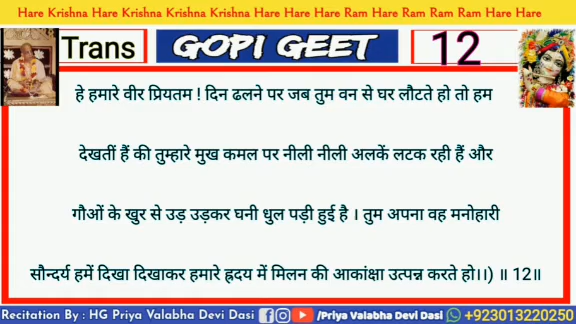 Hare Krishna Hare Krishna Krishna Krishna Hare Hare Hare Ram Hare Ram Ram Ram Hare Hare
Trans GOPI GEET 12
हे हमारे वीर प्रियतम ! दिन ढलने पर जब तुम वन से घर लौटते हो तो हम
देखतीं हैं की तुम्हारे मुख कमल पर नीली नीली अलकें लटक रही हैं और
गौओं के खुर से उड़ उड़कर घनी धुल पड़ी हुई है । तुम अपना वह मनोहारी
सौन्दर्य हमें दिखा दिखाकर हमारे ह्रदय में मिलन की आकांक्षा उत्पन्न करते हो।।) ॥ 12॥
Recitation By : HG Priya Valabha Devi Dasi /Priya Valabha Devi Dasi +923013220250